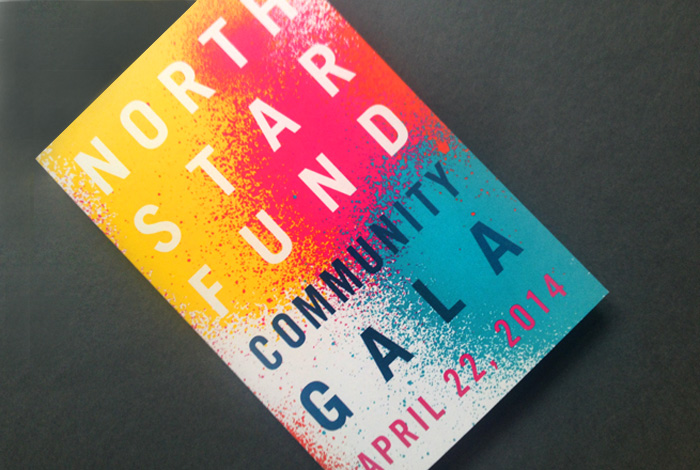 NORTH
STAR
FUND
COMMUNITY
GALA
APRIL 22, 2014